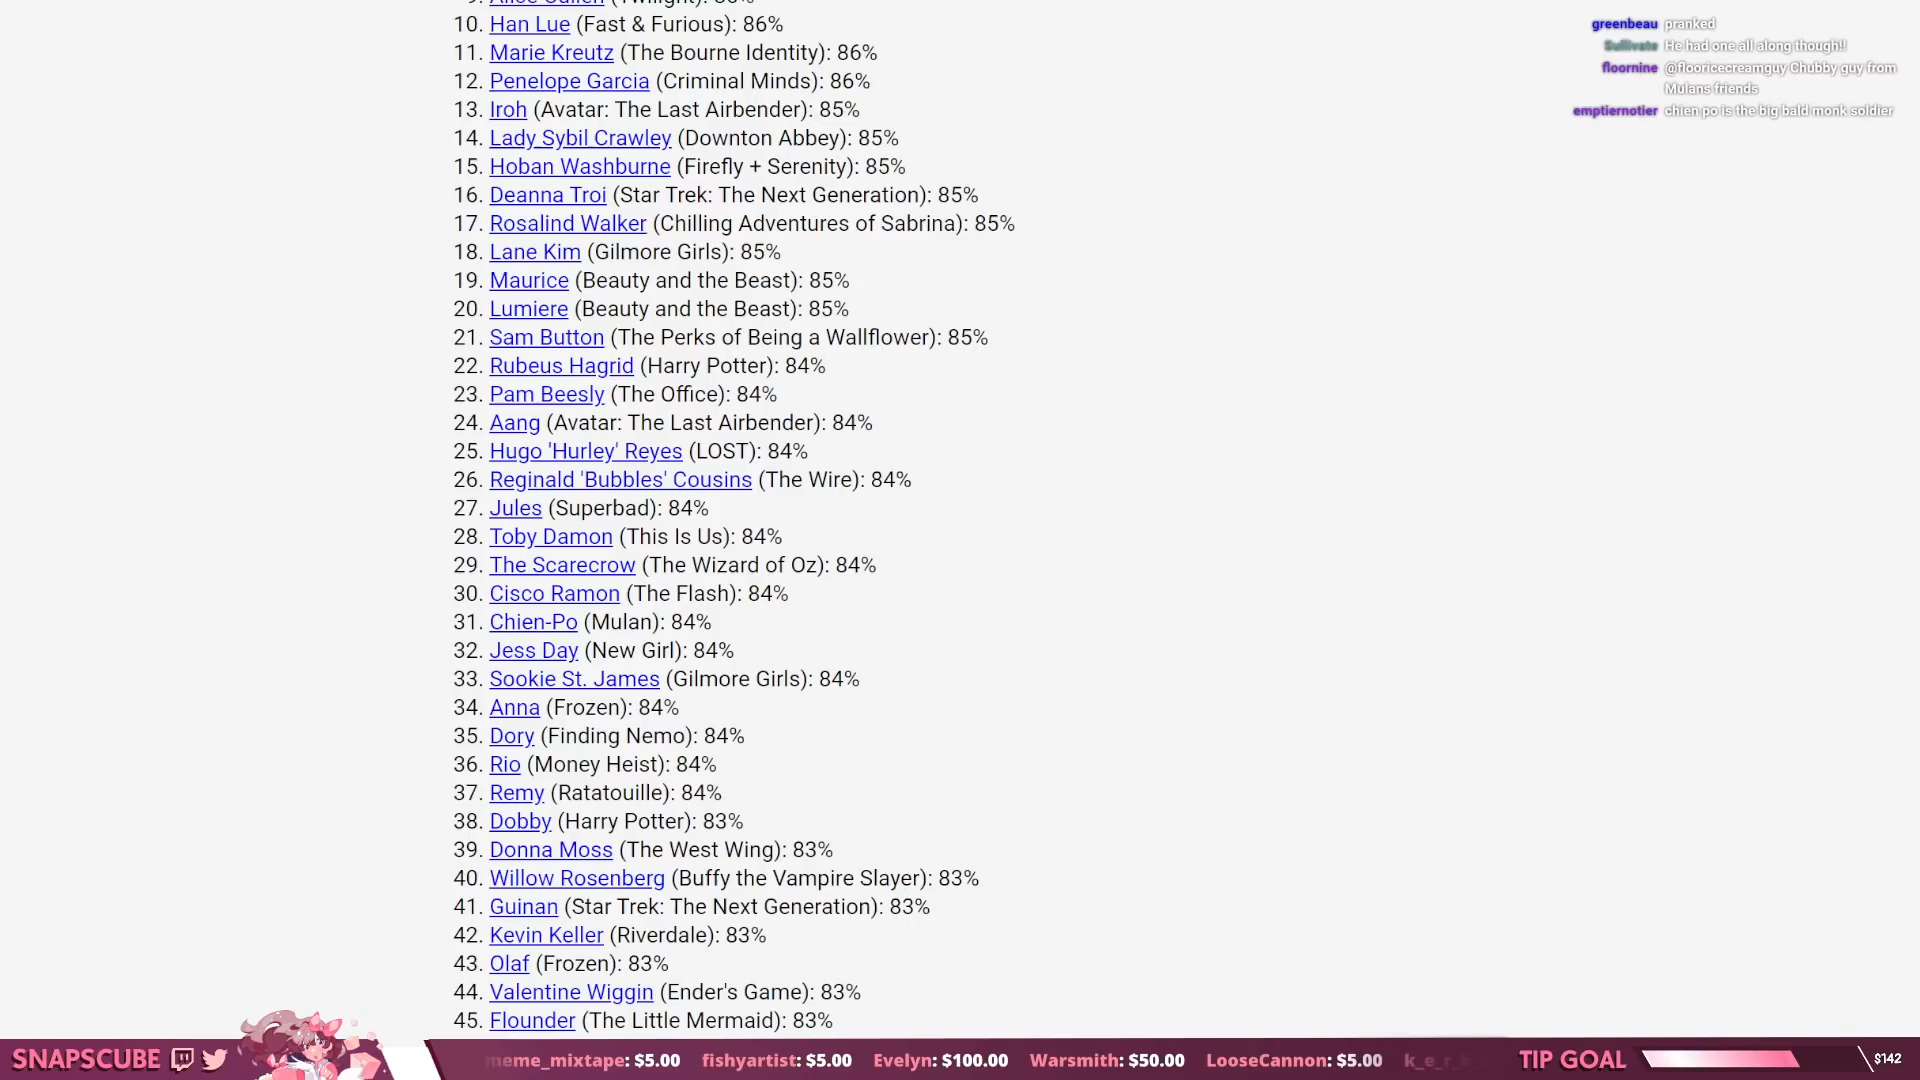 9. Alice Cullen (Twilight): 86%
10. Han Lue (Fast & Furious): 86%
11. Marie Kreutz (The Bourne Identity): 86%
12. Penelope Garcia (Criminal Minds): 86%
13. Iroh (Avatar: The Last Airbender): 85%
14. Lady Sybil Crawley (Downton Abbey): 85%
15. Hoban Washburne (Firefly + Serenity): 85%
16. Deanna Troi (Star Trek: The Next Generation): 85%
17. Rosalind Walker (Chilling Adventures of Sabrina): 85%
18. Lane Kim (Gilmore Girls): 85%
19. Maurice (Beauty and the Beast): 85%
20. Lumiere (Beauty and the Beast): 85%
21. Sam Button (The Perks of Being a Wallflower): 85%
22. Rubeus Hagrid (Harry Potter): 84%
23. Pam Beesly (The Office): 84%
24. Aang (Avatar: The Last Airbender): 84%
25. Hugo 'Hurley' Reyes (LOST): 84%
26. Reginald 'Bubbles' Cousins (The Wire): 84%
27. Jules (Superbad): 84%
28. Toby Damon (This Is Us): 84%
29. The Scarecrow (The Wizard of Oz): 84%
30. Cisco Ramon (The Flash): 84%
31. Chien-Po (Mulan): 84%
32. Jess Day (New Girl): 84%
33. Sookie St. James (Gilmore Girls): 84%
34. Anna (Frozen): 84%
35. Dory (Finding Nemo): 84%
36. Rio (Money Heist): 84%
37. Remy (Ratatouille): 84%
38. Dobby (Harry Potter): 83%
39. Donna Moss (The West Wing): 83%
40. Willow Rosenberg (Buffy the Vampire Slayer): 83%
41. Guinan (Star Trek: The Next Generation): 83%
42. Kevin Keller (Riverdale): 83%
43. Olaf (Frozen): 83%
44. Valentine Wiggin (Ender's Game): 83%
45. Flounder (The Little Mermaid): 83%
greenbeau pranked
Sullivate He had one all along though!!
floornine @flooricecreamguy Chubby guy from
Mulans friends
emptiernotier chien po is the big bald monk soldier
SNAPSCUBE meme_mixtape: $5.00 fishyartist: $5.00 Evelyn: $100.00 Warsmith: $50.00 LooseCannon: $5.00 TIP GOAL $142